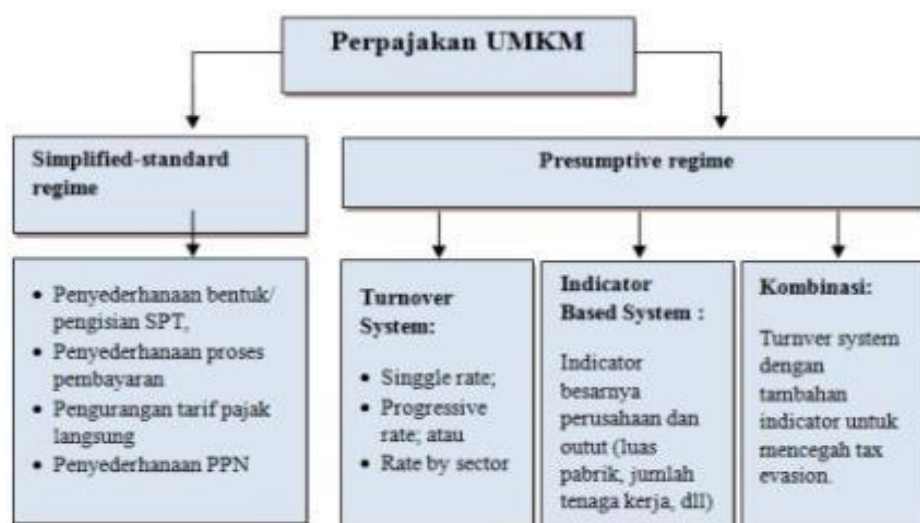 Perpajakan UMKM
Simplified-standard
regime
Presumptive regime
• Penyederhanaan bentuk/
pengisian SPT,
• Penyederhanaan proses
pembayaran
• Pengurangan tarif pajak
langsung
• Penyederhanaan PPN
Turnover
System:
• Singgle rate;
• Progressive
rate; atau
• Rate by sector
Indicator
Based System :
Indicator
besarnya
perusahaan dan
outut (luas
pabrik, jumlah
tenaga kerja, dll)
Kombinasi:
Turnver system
dengan
tambahan
indicator untuk
mencegah tax
evasion.